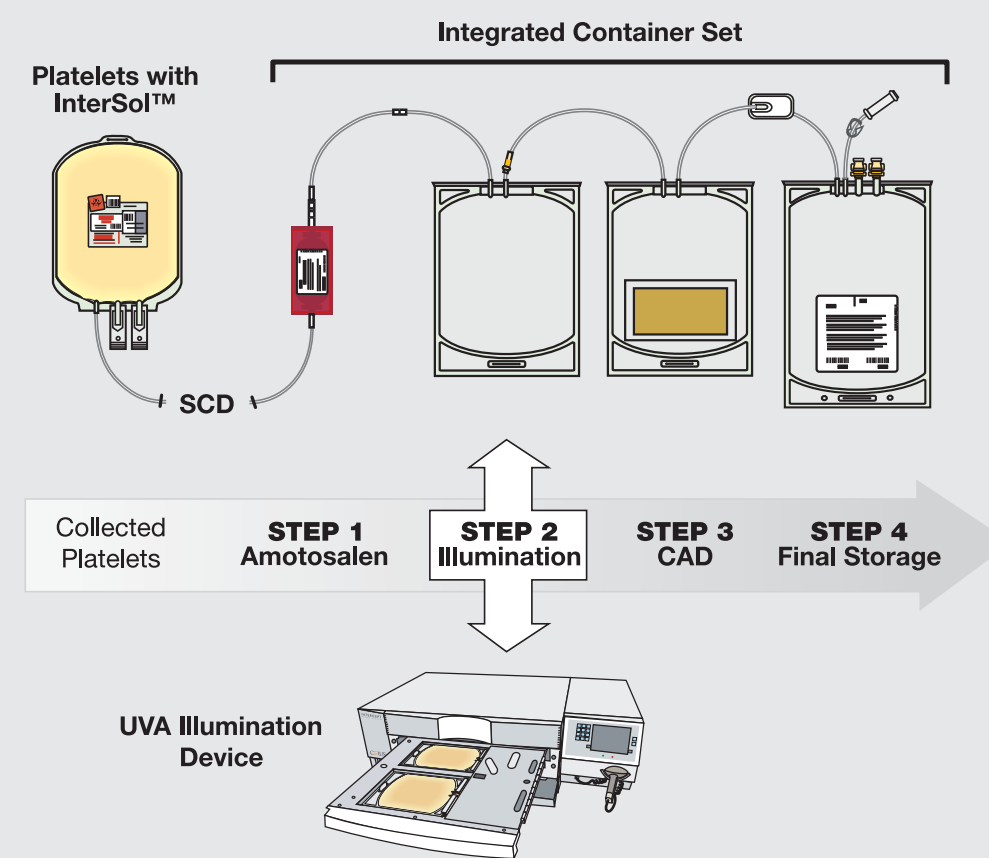 Integrated Container Set
Platelets with
InterSol™
SCD
Collected
Platelets
STEP 1
Amotosalen
STEP 2
Illumination
STEP 3
CAD
STEP 4
Final Storage
UVA Illumination
Device